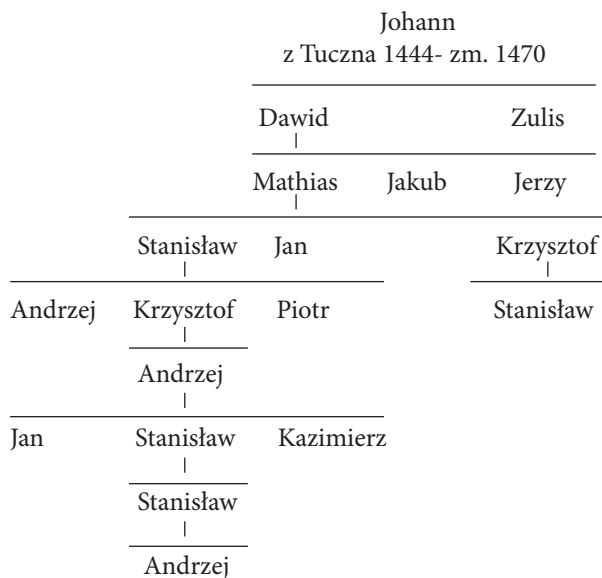 Johann
z Tuczna 1444- zm. 1470
Dawid Zulis
Mathias Jakub Jerzy
Stanisław Jan Krzysztof
Andrzej Krzysztof Piotr Stanisław
Andrzej
Jan Stanisław Kazimierz
Stanisław
Andrzej